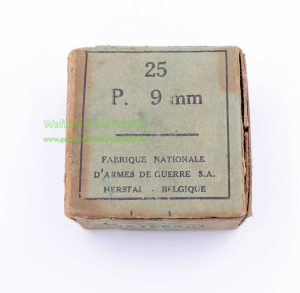 25
P. 9 mm
FABRIQUE NATIONALE
D'ARMES DE GUERRE S.A.
HERSTAL - BELGIQUE